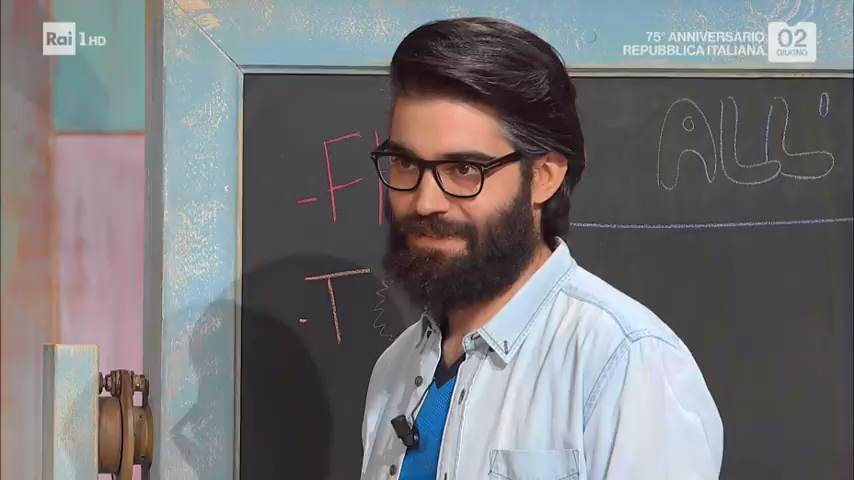 Rai 1 HD
75° ANNIVERSARIO
REPUBBLICA ITALIANA
02
GIUGNO
ALL'